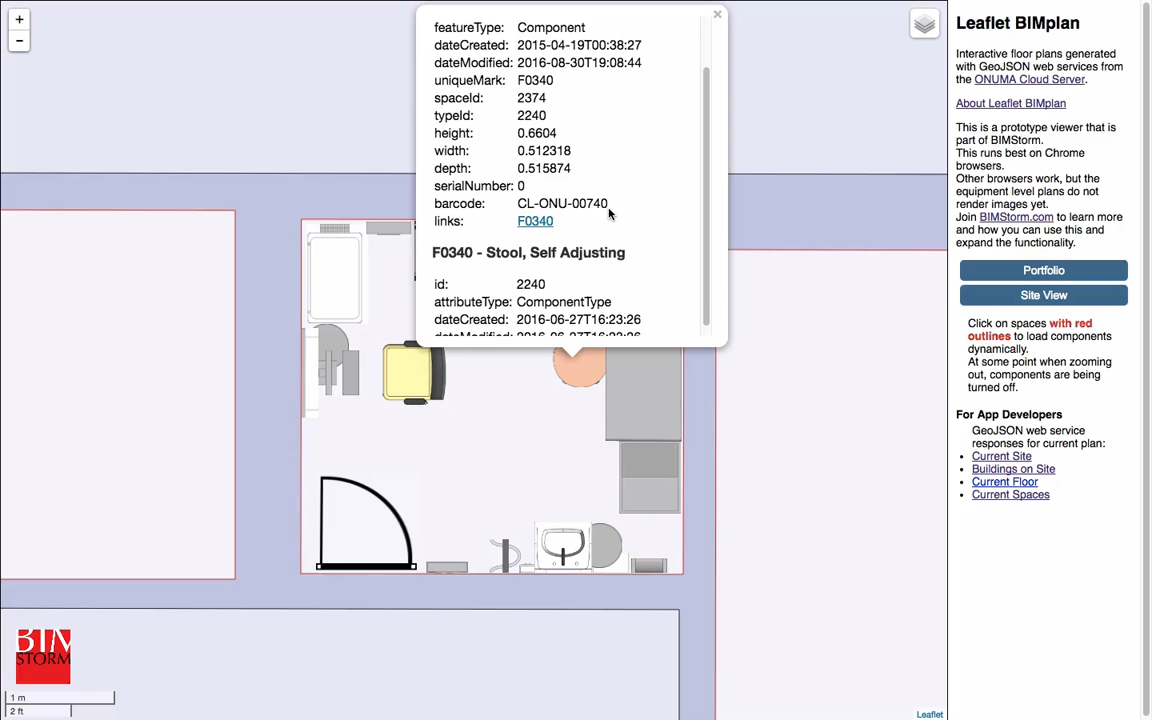 +
−
featureType: Component
dateCreated: 2015-04-19T00:38:27
dateModified: 2016-08-30T19:08:44
uniqueMark: F0340
spaceId: 2374
typeId: 2240
height: 0.6604
width: 0.512318
depth: 0.515874
serialNumber: 0
barcode: CL-ONU-00740
links: F0340
F0340 - Stool, Self Adjusting
id: 2240
attributeType: ComponentType
dateCreated: 2016-06-27T16:23:26
×
BIM
STORM
1 m
2 ft
Leaflet
Leaflet BIMplan
Interactive floor plans generated
with GeoJSON web services from
the ONUMA Cloud Server.
About Leaflet BIMplan
This is a prototype viewer that is
part of BIMStorm.
This runs best on Chrome
browsers.
Other browsers work, but the
equipment level plans do not
render images yet.
Join BIMStorm.com to learn more
and how you can use this and
expand the functionality.
Portfolio
Site View
Click on spaces with red
outlines to load components
dynamically.
At some point when zooming
out, components are being
turned off.
For App Developers
GeoJSON web service
responses for current plan:
• Current Site
• Buildings on Site
• Current Floor
• Current Spaces